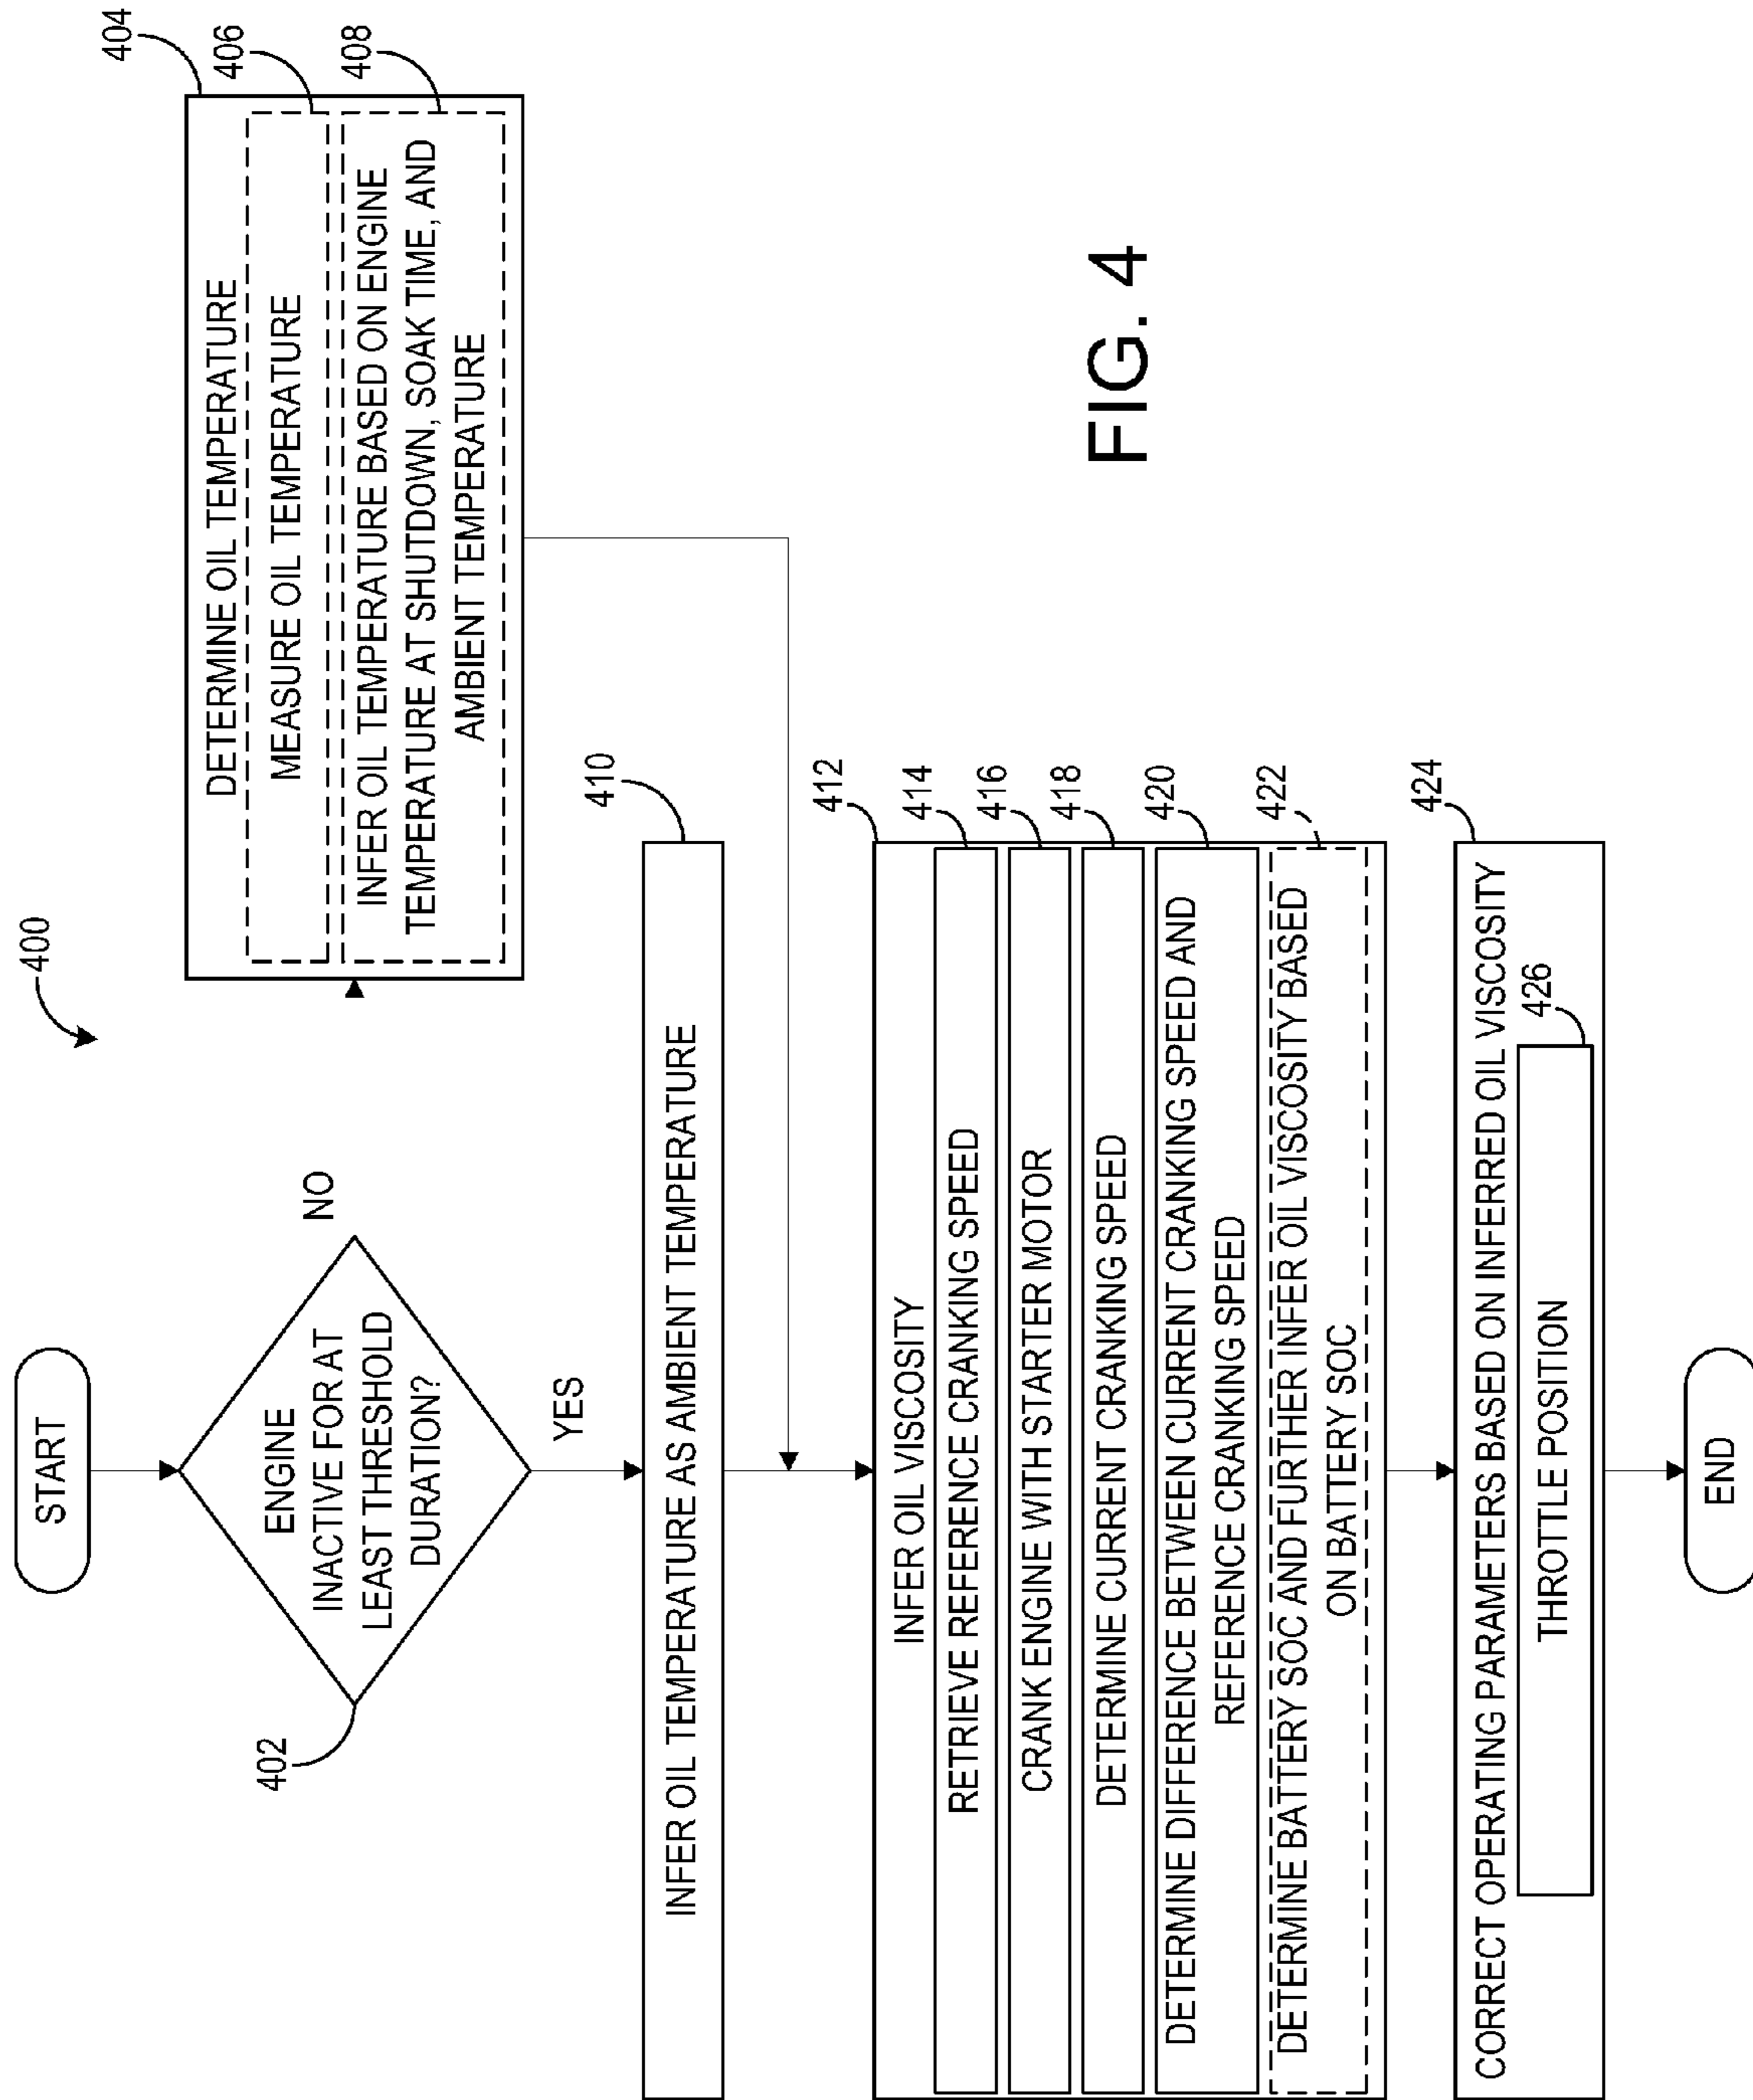 400
START
402
ENGINE
INACTIVE FOR AT
LEAST THRESHOLD
DURATION?
NO
YES
404
DETERMINE OIL TEMPERATURE
406
MEASURE OIL TEMPERATURE
408
INFER OIL TEMPERATURE BASED ON ENGINE
TEMPERATURE AT SHUTDOWN, SOAK TIME, AND
AMBIENT TEMPERATURE
410
INFER OIL TEMPERATURE AS AMBIENT TEMPERATURE
412
INFER OIL VISCOSITY
414
RETRIEVE REFERENCE CRANKING SPEED
416
CRANK ENGINE WITH STARTER MOTOR
418
DETERMINE CURRENT CRANKING SPEED
420
DETERMINE DIFFERENCE BETWEEN CURRENT CRANKING SPEED AND
REFERENCE CRANKING SPEED
422
DETERMINE BATTERY SOC AND FURTHER INFER OIL VISCOSITY BASED
ON BATTERY SOC
424
CORRECT OPERATING PARAMETERS BASED ON INFERRED OIL VISCOSITY
426
THROTTLE POSITION
END
FIG. 4